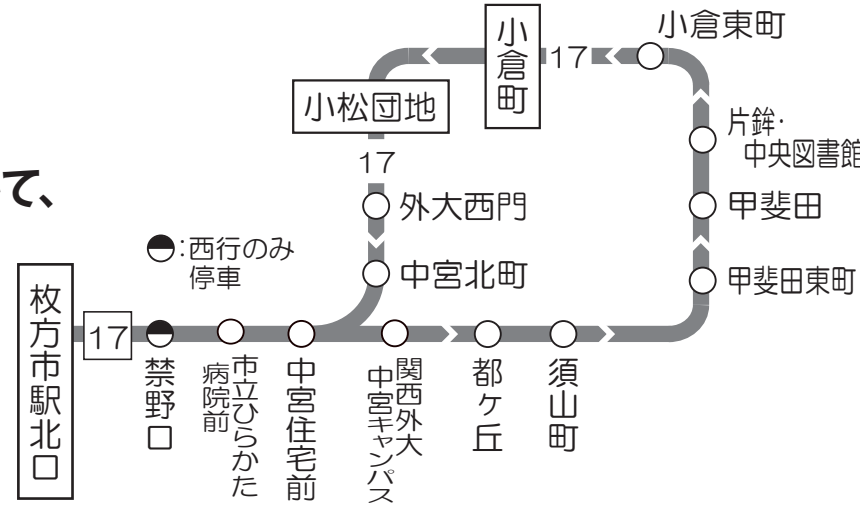 小倉東町
小倉町
17
小松団地
片鉾・
中央図書館
17
て、
外大西門
甲斐田
:西行のみ
停車
中宮北町
甲斐田東町
枚方市駅北口
17
禁野口
市立ひらかた
病院前
中宮住宅前
関西外大
中宮キャンパス
都ヶ丘
須山町